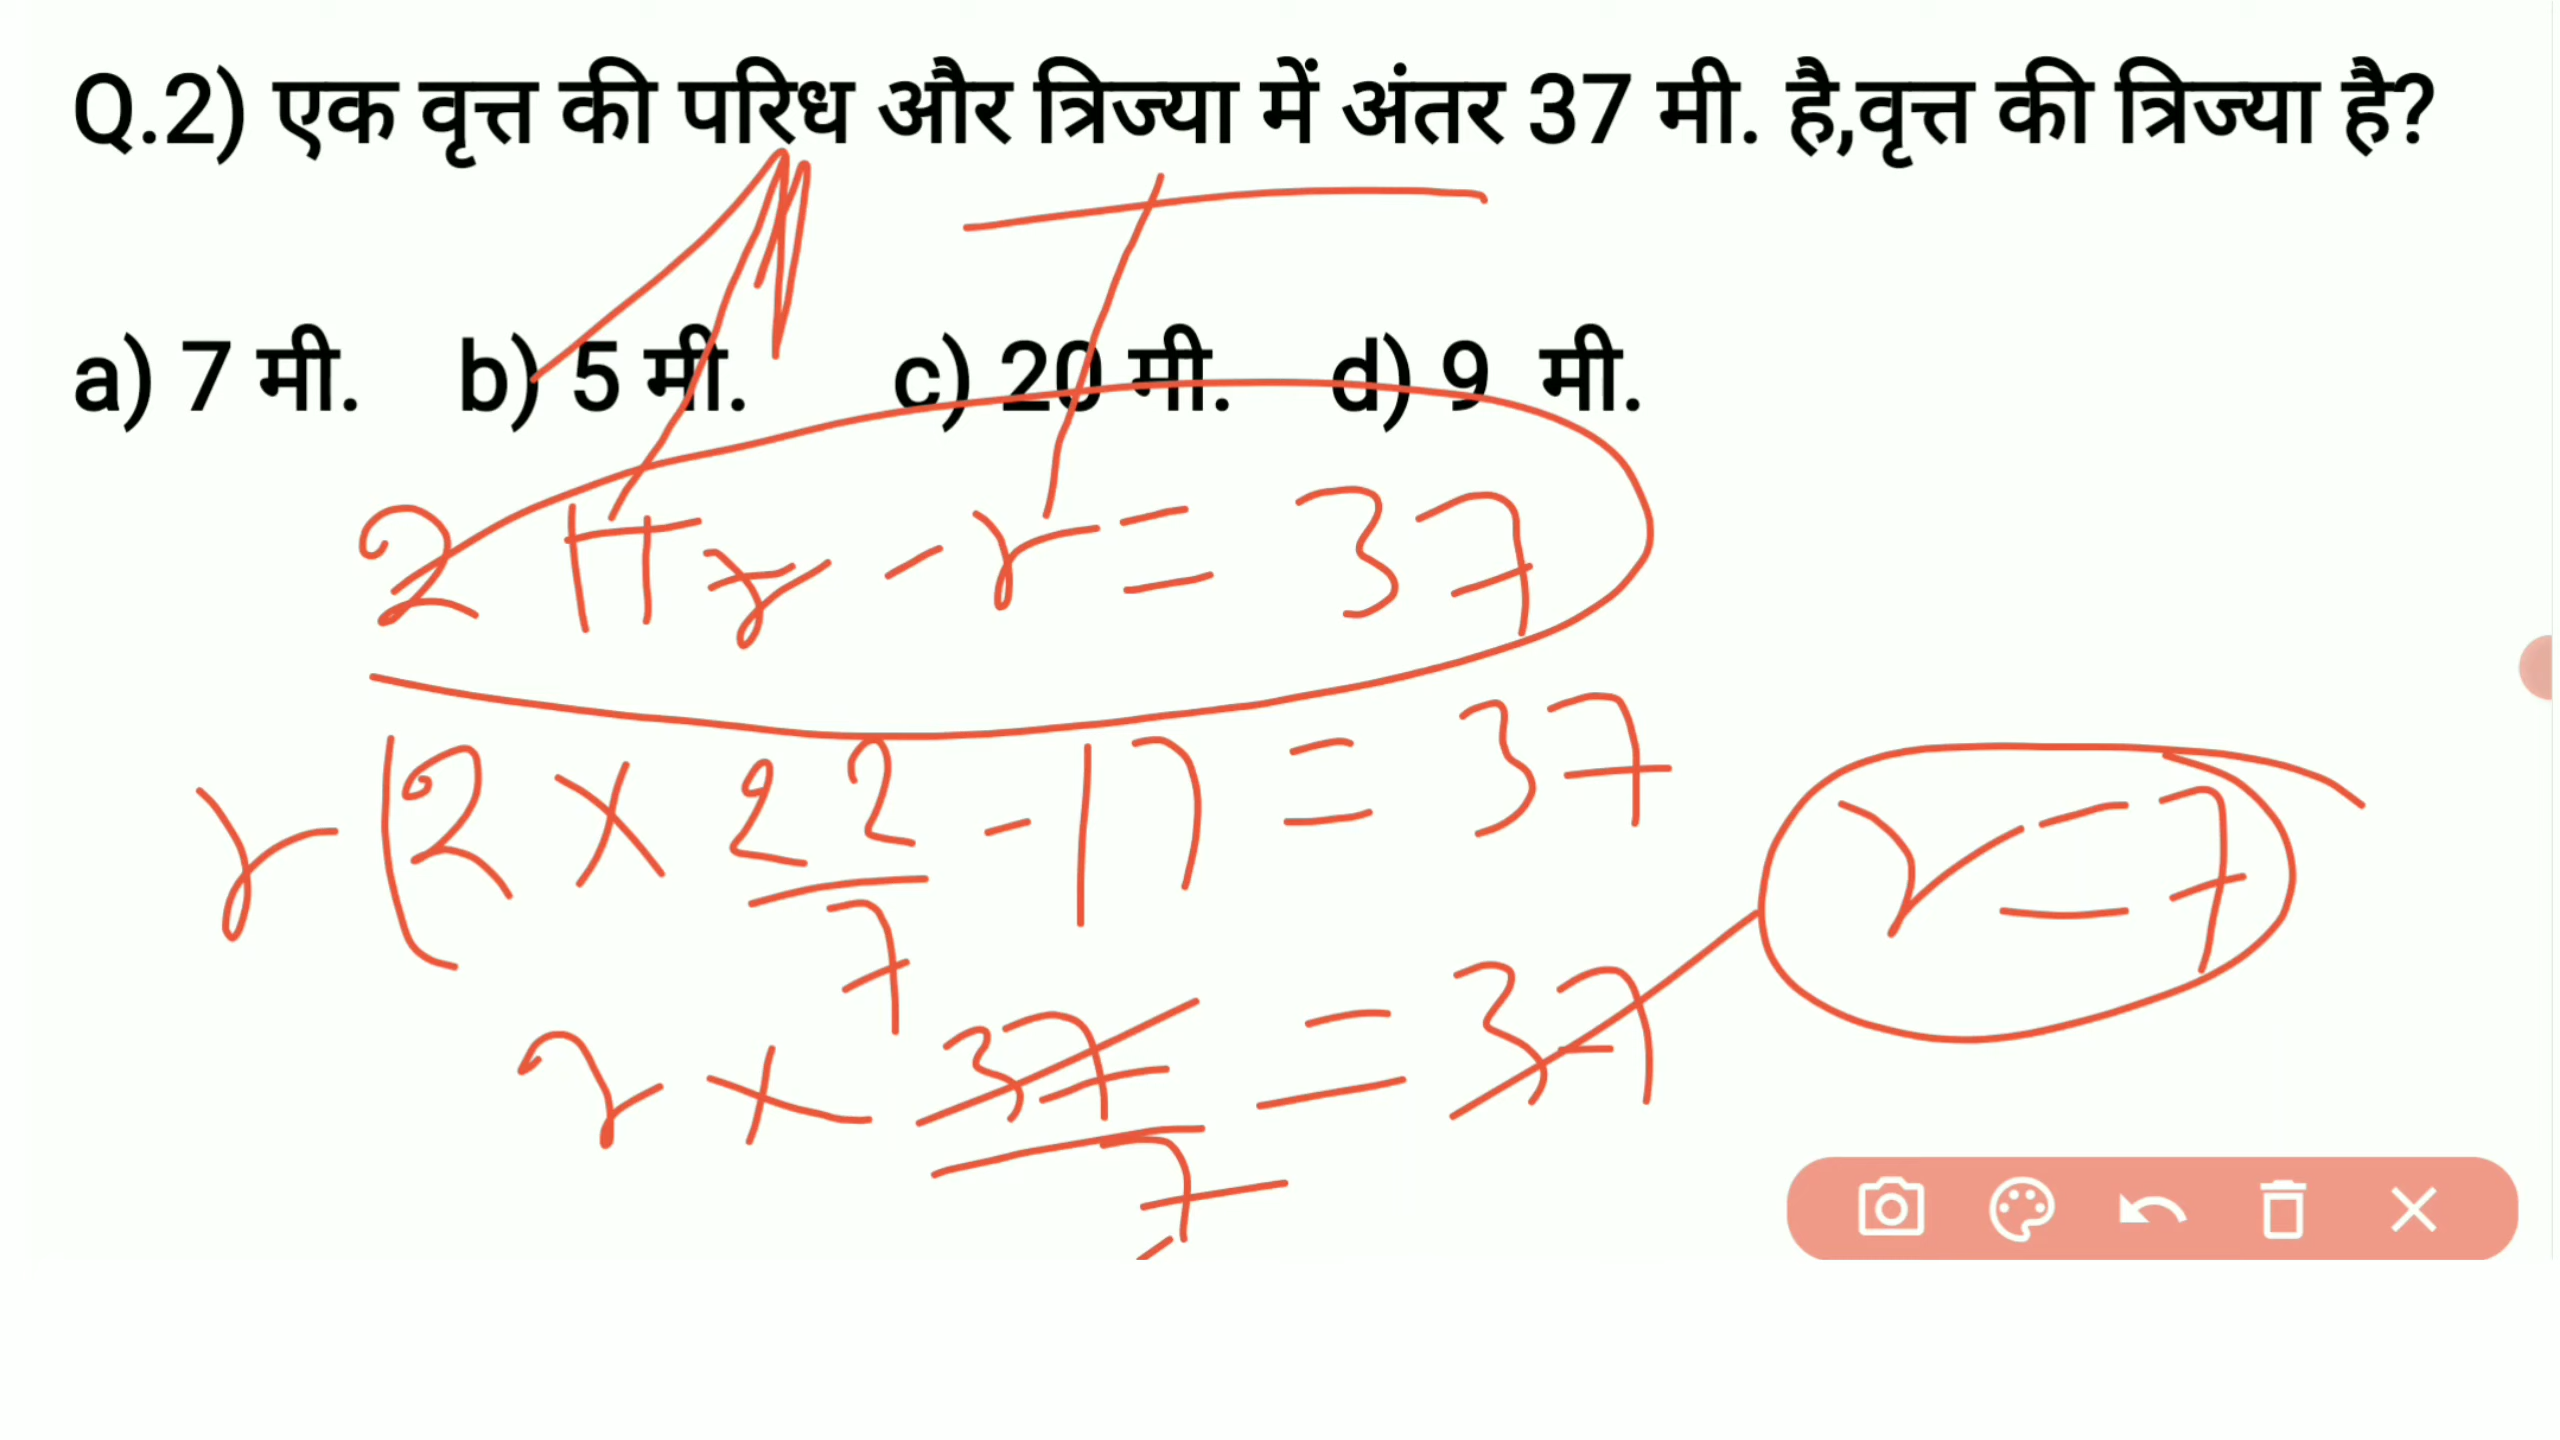 Q.2) एक वृत्त की परिध और त्रिज्या में अंतर 37 मी. है,वृत्त की त्रिज्या है?
a) 7 मी. b) 5 मी. c) 20 मी. d) 9 मी.
2 π r - r = 37
r (2 × 22/7 - 1) = 37
r × 37/7 = 37
r = 7